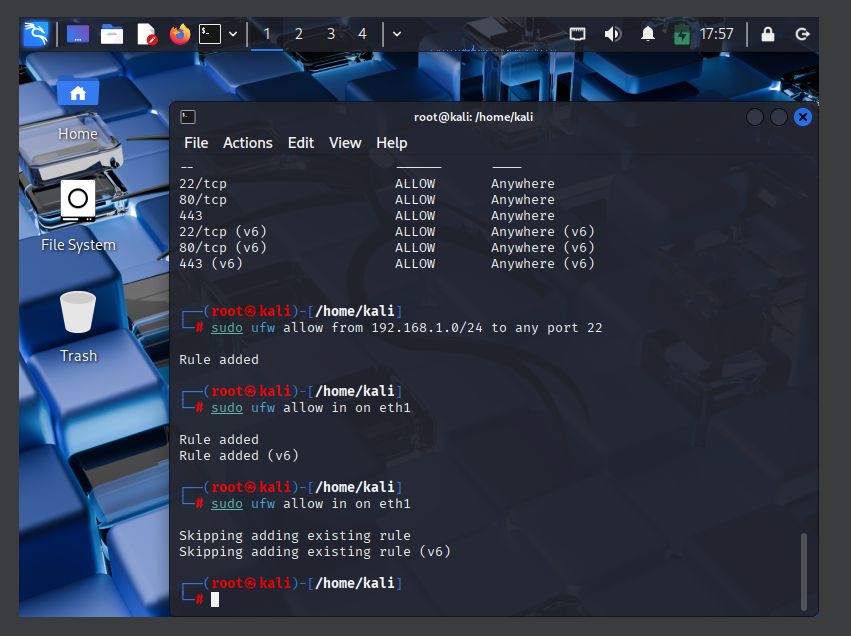 1 2 3 4 17:57
Home
File System
Trash
root@kali: /home/kali
File Actions Edit View Help
-- ------ ----
22/tcp ALLOW Anywhere
80/tcp ALLOW Anywhere
443 ALLOW Anywhere
22/tcp (v6) ALLOW Anywhere (v6)
80/tcp (v6) ALLOW Anywhere (v6)
443 (v6) ALLOW Anywhere (v6)
┌──(root㉿kali)-[/home/kali]
└─# sudo ufw allow from 192.168.1.0/24 to any port 22
Rule added
┌──(root㉿kali)-[/home/kali]
└─# sudo ufw allow in on eth1
Rule added
Rule added (v6)
┌──(root㉿kali)-[/home/kali]
└─# sudo ufw allow in on eth1
Skipping adding existing rule
Skipping adding existing rule (v6)
┌──(root㉿kali)-[/home/kali]
└─#